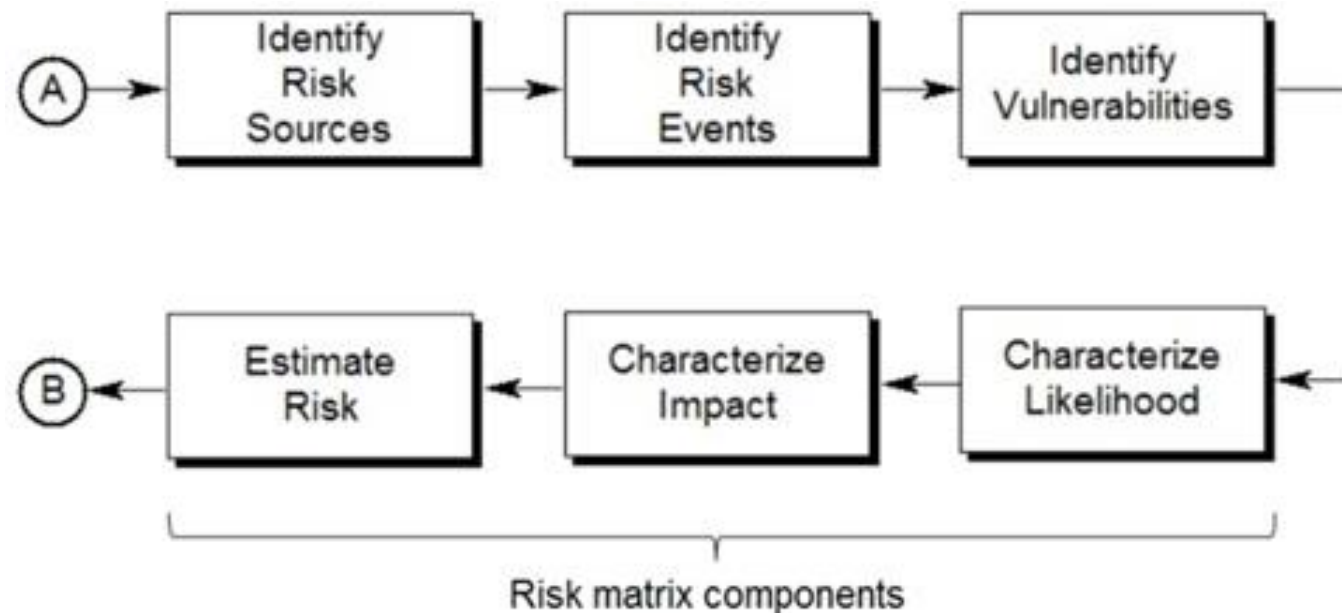 A
Identify
Risk
Sources
Identify
Risk
Events
Identify
Vulnerabilities
Characterize
Likelihood
Characterize
Impact
Estimate
Risk
B
Risk matrix components